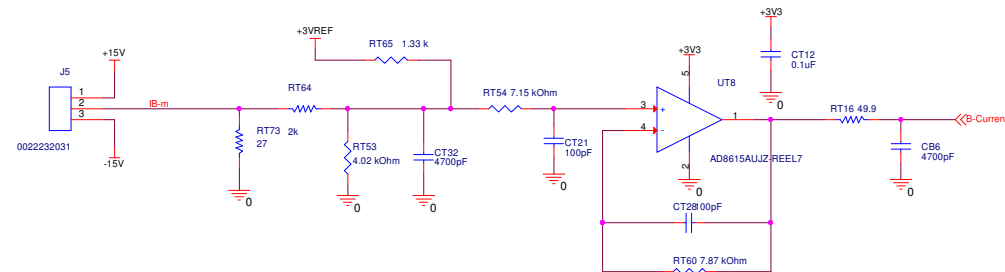 +3V3
+3VREF
RT65 1.33 k
+15V
+3V3
CT12
0.1uF
J5
UT8
0
1
2
3
IB-m
RT64
RT54 7.15 kOhm
5
3
+
4
-
1
RT16 49.9
B-Curren
RT73 2k
27
RT53
4.02 kOhm
CT32
4700pF
CT21
100pF
CB6
4700pF
0022232031
-15V
2
AD8615AUJZ-REEL7
0
0
0
0
0
0
CT28 100pF
RT60 7.87 kOhm